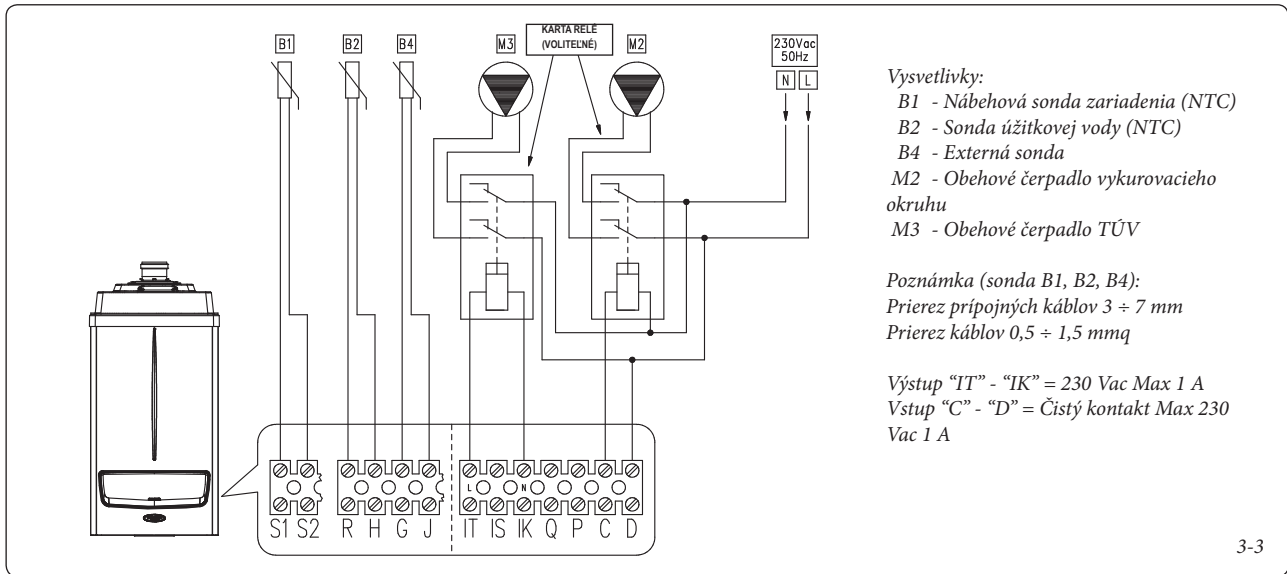 B1
B2
B4
M3
KARTA RELÉ
(VOLITEĽNÉ)
M2
230Vac
50Hz
N L
Vysvetlivky:
B1 - Nábehová sonda zariadenia (NTC)
B2 - Sonda úžitkovej vody (NTC)
B4 - Externá sonda
M2 - Obehové čerpadlo vykurovacieho
okruhu
M3 - Obehové čerpadlo TÚV
Poznámka (sonda B1, B2, B4):
Prierez prípojných káblov 3 ÷ 7 mm
Prierez káblov 0,5 ÷ 1,5 mmq
Výstup “IT” - “IK” = 230 Vac Max 1 A
Vstup “C” - “D” = Čistý kontakt Max 230
Vac 1 A
L N
S1 S2 R H G J IT IS IK Q P C D
3-3